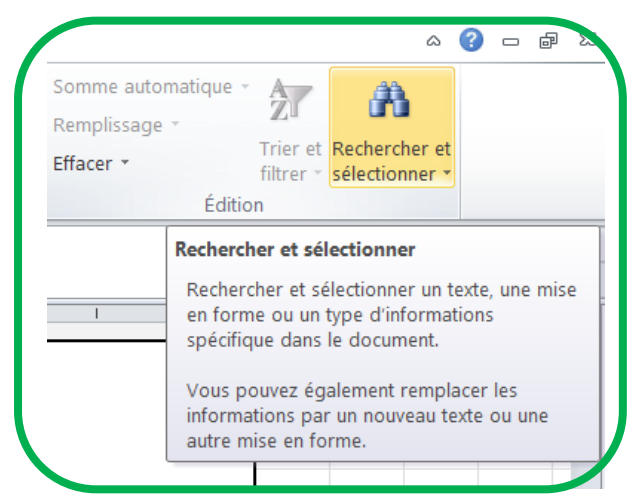 Somme automatique
Remplissage
Effacer
Trier et
filtrer
Rechercher et
sélectionner
Édition
Rechercher et sélectionner
Rechercher et sélectionner un texte, une mise
en forme ou un type d'informations
spécifique dans le document.
Vous pouvez également remplacer les
informations par un nouveau texte ou une
autre mise en forme.
I